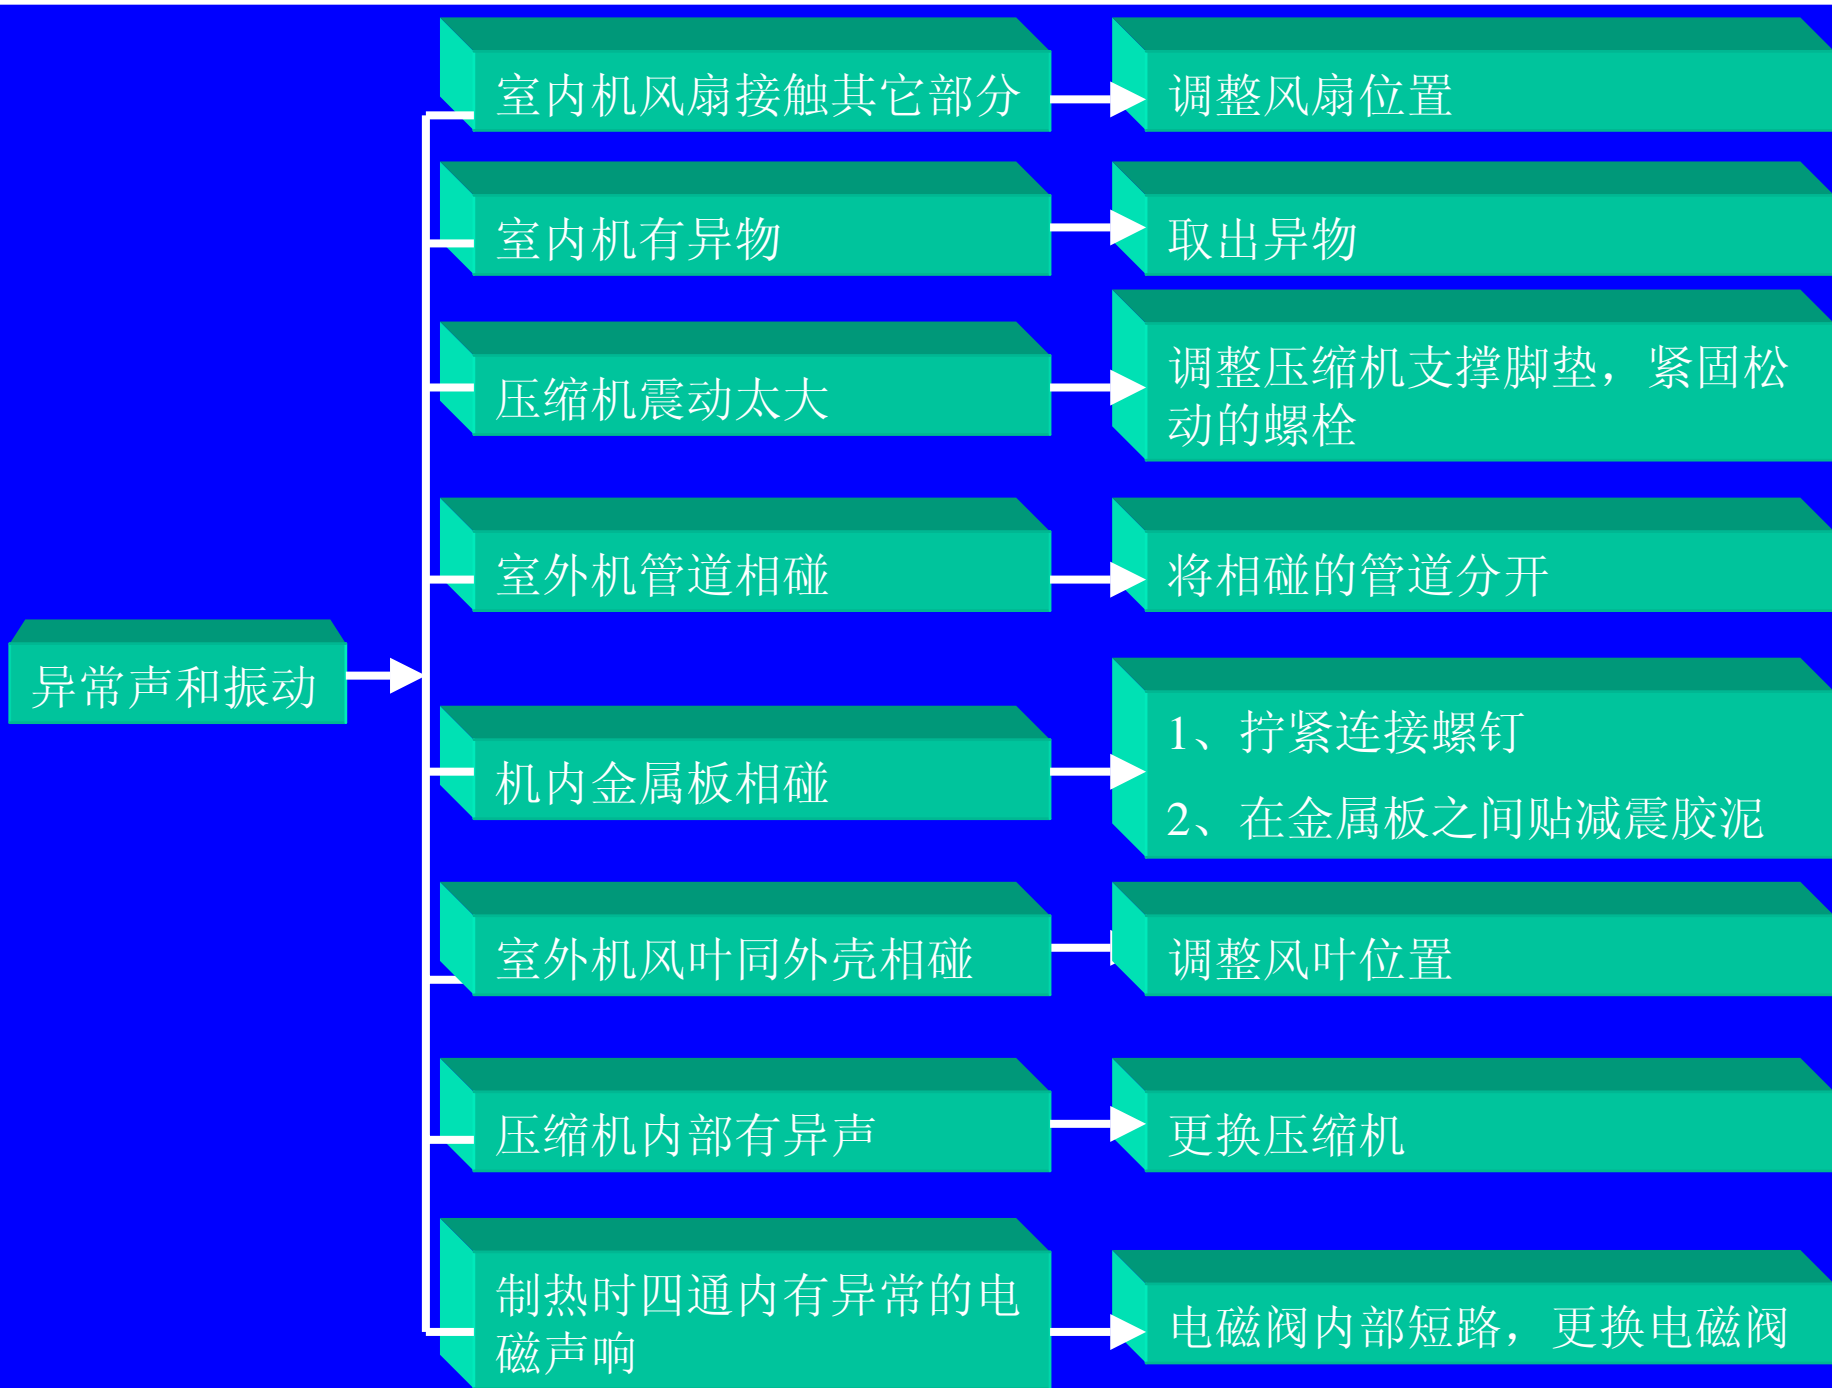 室内机风扇接触其它部分
调整风扇位置
室内机有异物
取出异物
压缩机震动太大
调整压缩机支撑脚垫，紧固松
动的螺栓
室外机管道相碰
将相碰的管道分开
异常声和振动
机内金属板相碰
1、拧紧连接螺钉
2、在金属板之间贴减震胶泥
室外机风叶同外壳相碰
调整风叶位置
压缩机内部有异声
更换压缩机
制热时四通内有异常的电
磁声响
电磁阀内部短路，更换电磁阀